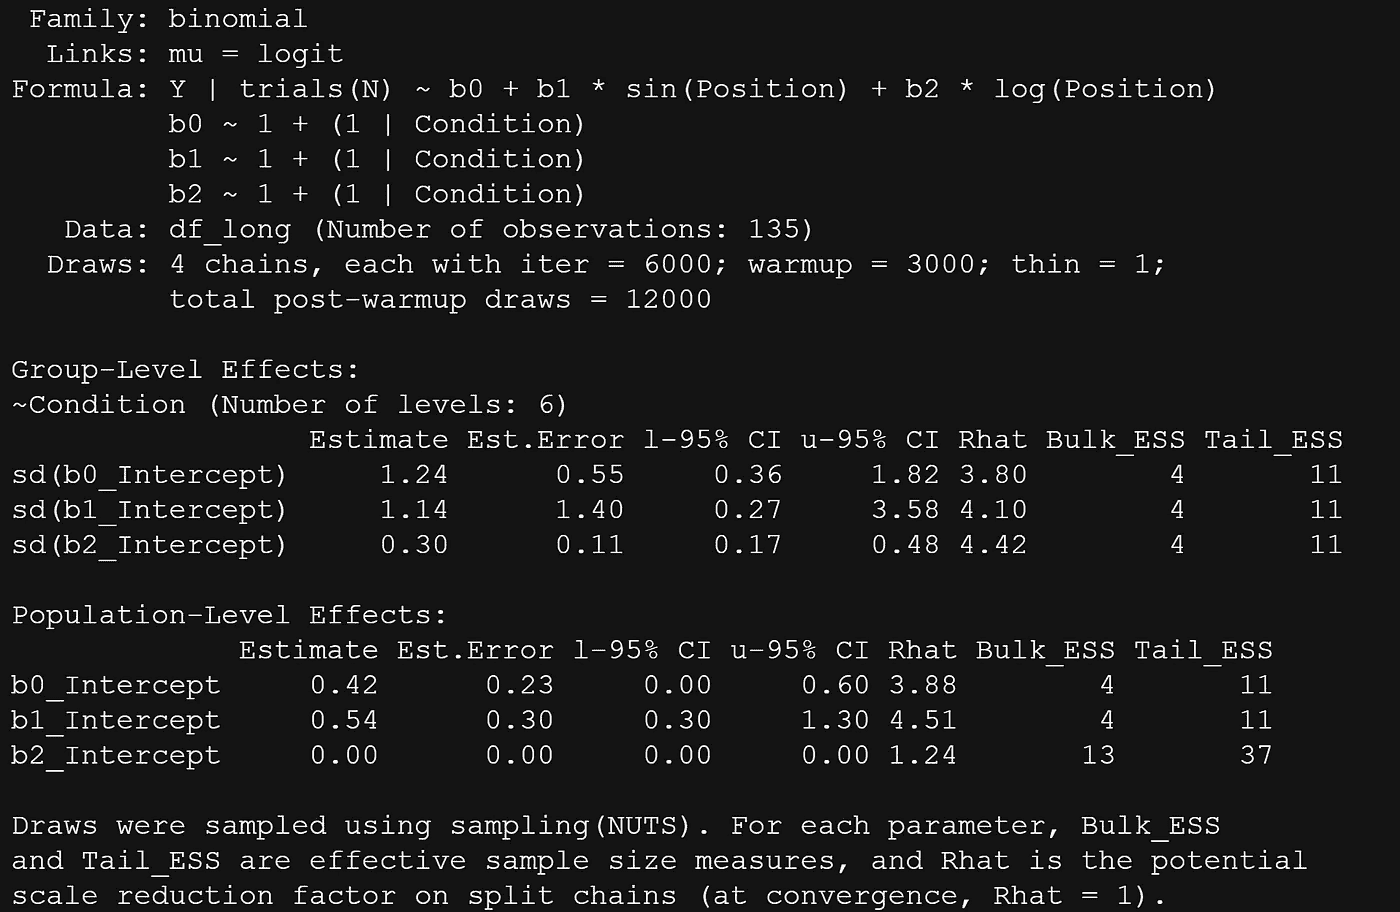 Family: binomial
Links: mu = logit
Formula: Y | trials(N) ~ b0 + b1 * sin(Position) + b2 * log(Position)
b0 ~ 1 + (1 | Condition)
b1 ~ 1 + (1 | Condition)
b2 ~ 1 + (1 | Condition)
Data: df_long (Number of observations: 135)
Draws: 4 chains, each with iter = 6000; warmup = 3000; thin = 1;
total post-warmup draws = 12000
Group-Level Effects:
~Condition (Number of levels: 6)
Estimate Est.Error l-95% CI u-95% CI Rhat Bulk_ESS Tail_ESS
sd(b0_Intercept) 1.24 0.55 0.36 1.82 3.80 4 11
sd(b1_Intercept) 1.14 1.40 0.27 3.58 4.10 4 11
sd(b2_Intercept) 0.30 0.11 0.17 0.48 4.42 4 11
Population-Level Effects:
Estimate Est.Error l-95% CI u-95% CI Rhat Bulk_ESS Tail_ESS
b0_Intercept 0.42 0.23 0.00 0.60 3.88 4 11
b1_Intercept 0.54 0.30 0.30 1.30 4.51 4 11
b2_Intercept 0.00 0.00 0.00 0.00 1.24 13 37
Draws were sampled using sampling(NUTS). For each parameter, Bulk_ESS
and Tail_ESS are effective sample size measures, and Rhat is the potential
scale reduction factor on split chains (at convergence, Rhat = 1).